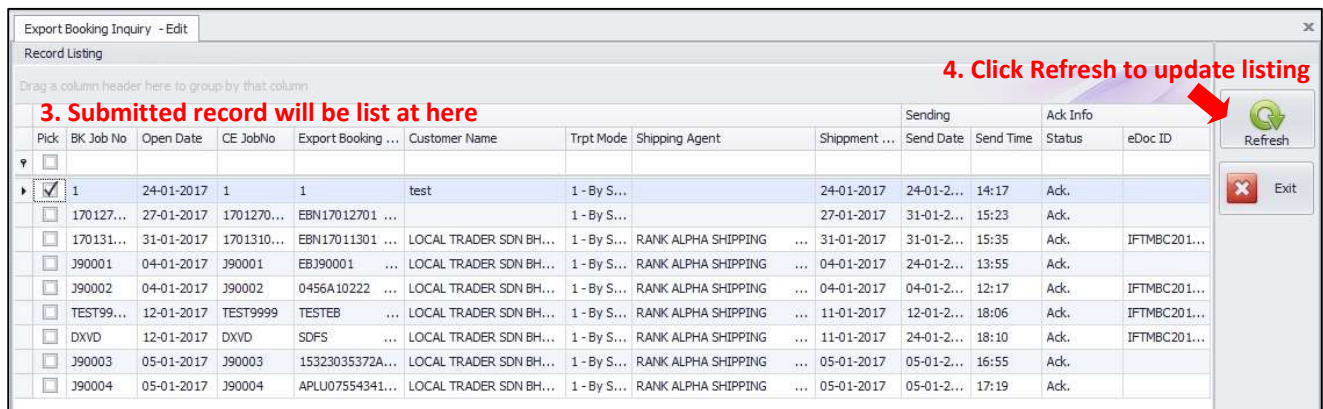 Export Booking Inquiry - Edit
Record Listing
4. Click Refresh to update listing
Drag a column header here to group by that column
3. Submitted record will be list at here
Sending Ack Info
Pick BK Job No Open Date CE JobNo Export Booking ... Customer Name Trpt Mode Shipping Agent Shippment ... Send Date Send Time Status eDoc ID
Refresh
1 24-01-2017 1 1 test 1 - By S... 24-01-2017 24-01-2... 14:17 Ack.
Exit
170127... 27-01-2017 1701270... EBN17012701 ... 1 - By S... 27-01-2017 31-01-2... 15:23 Ack.
170131... 31-01-2017 1701310... EBN17011301 ... LOCAL TRADER SDN BH... 1 - By S... RANK ALPHA SHIPPING ... 31-01-2017 31-01-2... 15:35 Ack. IFTMBC201...
J90001 04-01-2017 J90001 EBJ90001 ... LOCAL TRADER SDN BH... 1 - By S... RANK ALPHA SHIPPING ... 04-01-2017 24-01-2... 13:55 Ack.
J90002 04-01-2017 J90002 0456A10222 ... LOCAL TRADER SDN BH... 1 - By S... RANK ALPHA SHIPPING ... 04-01-2017 04-01-2... 12:17 Ack. IFTMBC201...
TEST99... 12-01-2017 TEST9999 TESTEB ... LOCAL TRADER SDN BH... 1 - By S... RANK ALPHA SHIPPING ... 11-01-2017 12-01-2... 18:06 Ack. IFTMBC201...
DXVD 12-01-2017 DXVD SDFS ... LOCAL TRADER SDN BH... 1 - By S... RANK ALPHA SHIPPING ... 11-01-2017 24-01-2... 18:10 Ack. IFTMBC201...
J90003 05-01-2017 J90003 15323035372A... LOCAL TRADER SDN BH... 1 - By S... RANK ALPHA SHIPPING ... 05-01-2017 05-01-2... 16:55 Ack.
J90004 05-01-2017 J90004 APLU07554341... LOCAL TRADER SDN BH... 1 - By S... RANK ALPHA SHIPPING ... 05-01-2017 05-01-2... 17:19 Ack.